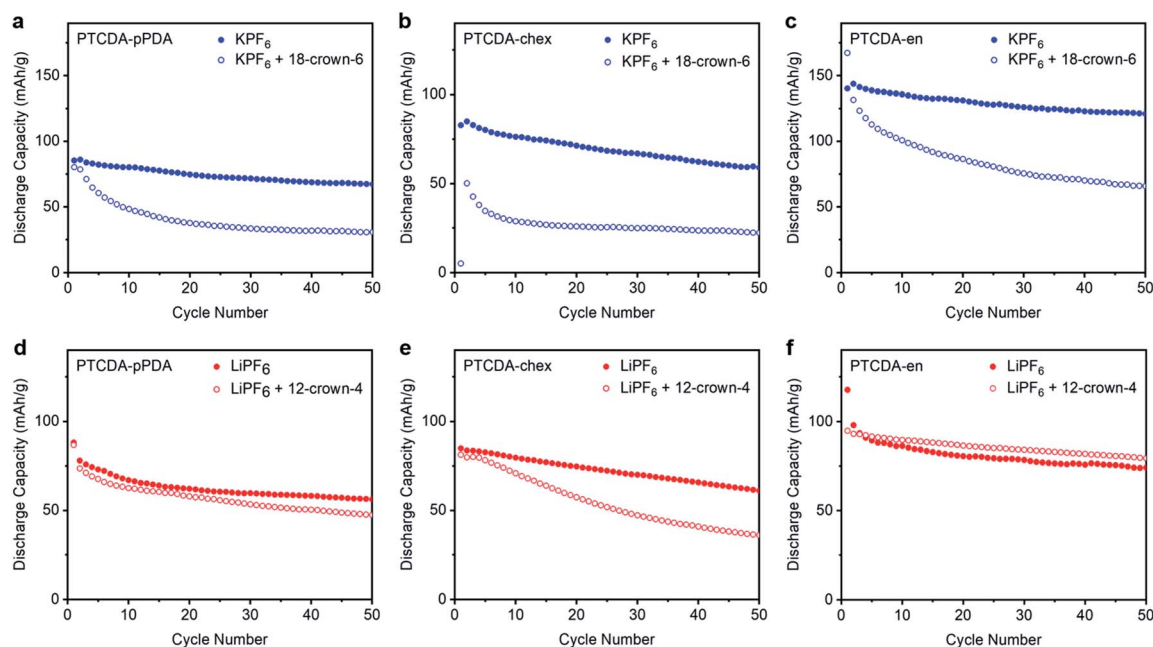 a
PTCDA-pPDA
KPF6
KPF6 + 18-crown-6
150
100
50
0
Discharge Capacity (mAh/g)
0 10 20 30 40 50
Cycle Number
b
PTCDA-chex
KPF6
KPF6 + 18-crown-6
100
50
0
Discharge Capacity (mAh/g)
0 10 20 30 40 50
Cycle Number
c
PTCDA-en
KPF6
KPF6 + 18-crown-6
150
100
50
0
Discharge Capacity (mAh/g)
0 10 20 30 40 50
Cycle Number
d
PTCDA-pPDA
LiPF6
LiPF6 + 12-crown-4
100
50
0
Discharge Capacity (mAh/g)
0 10 20 30 40 50
Cycle Number
e
PTCDA-chex
LiPF6
LiPF6 + 12-crown-4
100
50
0
Discharge Capacity (mAh/g)
0 10 20 30 40 50
Cycle Number
f
PTCDA-en
LiPF6
LiPF6 + 12-crown-4
100
50
0
Discharge Capacity (mAh/g)
0 10 20 30 40 50
Cycle Number